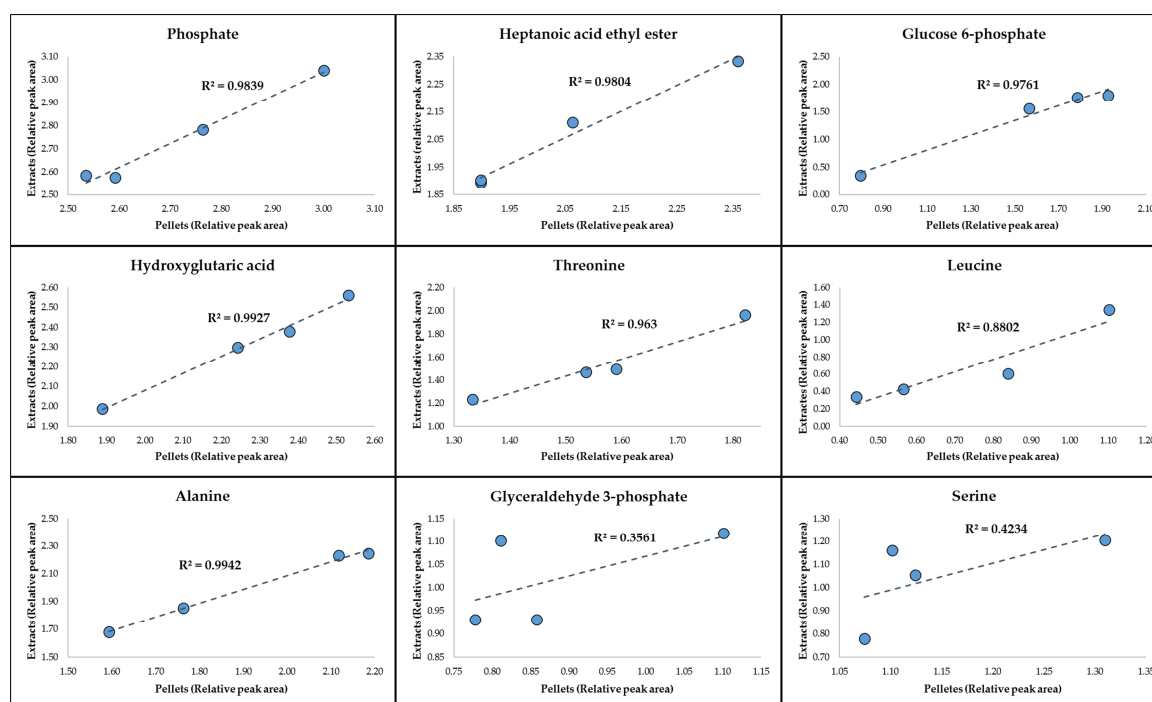 Phosphate
Extracts (Relative peak area)
3.10
3.00
2.90
2.80
2.70
2.60
2.50
R² = 0.9839
2.50 2.60 2.70 2.80 2.90 3.00 3.10
Pellets (Relative peak area)
Heptanoic acid ethyl ester
Extracts (relative peak area)
2.35
2.25
2.15
2.05
1.95
1.85
R² = 0.9804
1.85 1.95 2.05 2.15 2.25 2.35
Pellets (Relative peak area)
Glucose 6-phosphate
Extracts (Relative peak area)
2.50
2.00
1.50
1.00
0.50
0.00
R² = 0.9761
0.70 0.90 1.10 1.30 1.50 1.70 1.90 2.10
Pellets (Relative peak area)
Hydroxyglutaric acid
Extracts (Relative peak area)
2.60
2.50
2.40
2.30
2.20
2.10
2.00
1.90
R² = 0.9927
1.80 1.90 2.00 2.10 2.20 2.30 2.40 2.50 2.60
Pellets (Relative peak area)
Threonine
Extracts (Relative peak area)
2.20
2.00
1.80
1.60
1.40
1.20
1.00
R² = 0.963
1.30 1.40 1.50 1.60 1.70 1.80
Pellets (Relative peak area)
Leucine
Extractes (Relative peak area)
1.60
1.40
1.20
1.00
0.80
0.60
0.40
0.20
0.00
R² = 0.8802
0.40 0.50 0.60 0.70 0.80 0.90 1.00 1.10 1.20
Pellets (Relative peak area)
Alanine
Extracts (Relative peak area)
2.50
2.30
2.10
1.90
1.70
1.50
R² = 0.9942
1.50 1.60 1.70 1.80 1.90 2.00 2.10 2.20
Pellets (Relative peak area)
Glyceraldehyde 3-phosphate
Extracts (Relative peak area)
1.15
1.10
1.05
1.00
0.95
0.90
0.85
R² = 0.3561
0.75 0.80 0.85 0.90 0.95 1.00 1.05 1.10 1.15
Pellets (Relative peak area)
Serine
Extracts (Relative peak area)
1.30
1.20
1.10
1.00
0.90
0.80
0.70
R² = 0.4234
1.05 1.10 1.15 1.20 1.25 1.30 1.35
Pelletes (Relative peak area)